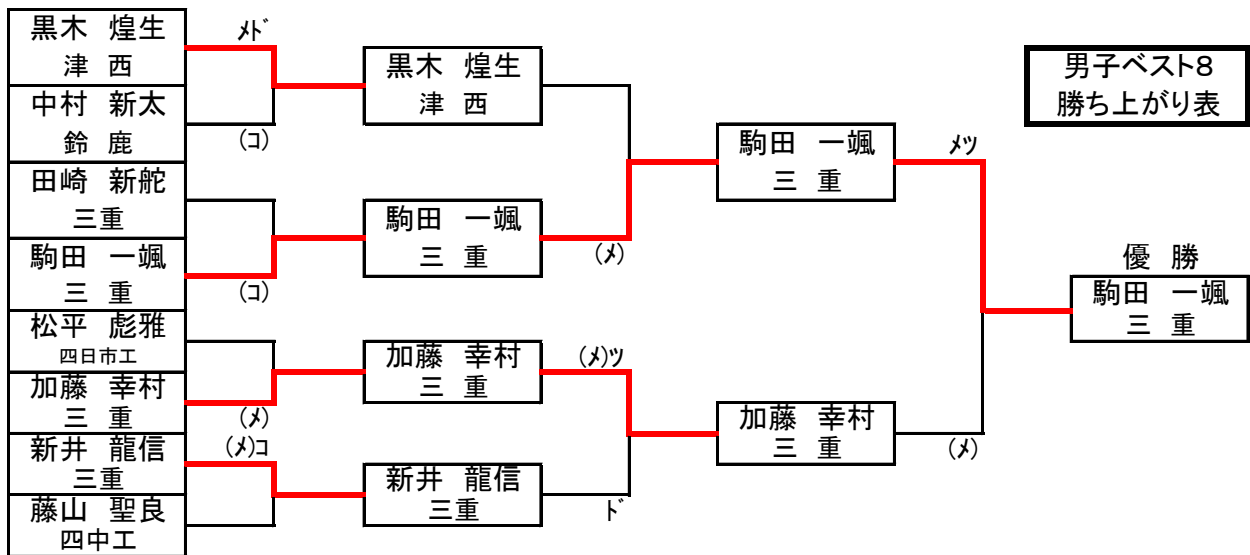 黒木 煌生
津 西
中村 新太
鈴 鹿
田崎 新舵
三重
駒田 一颯
三 重
松平 彪雅
四日市工
加藤 幸村
三 重
新井 龍信
三重
藤山 聖良
四中工
ﾒﾄﾞ
(ｺ)
(ｺ)
(ﾒ)
(ﾒ)ｺ
黒木 煌生
津 西
駒田 一颯
三 重
加藤 幸村
三 重
新井 龍信
三重
(ﾒ)
(ﾒ)ﾂ
ﾄﾞ
駒田 一颯
三 重
加藤 幸村
三 重
ﾒﾂ
(ﾒ)
男子ベスト8
勝ち上がり表
優 勝
駒田 一颯
三 重